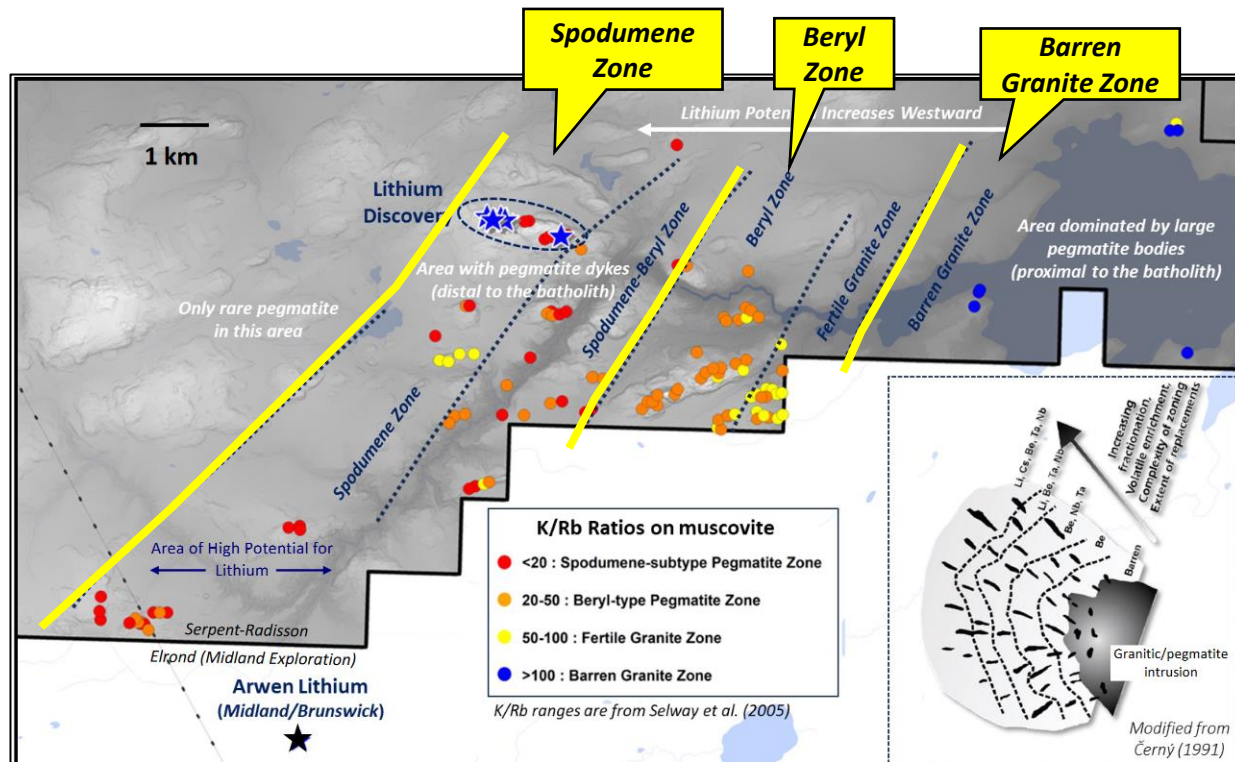 Spodumene
Zone
Beryl
Zone
Barren
Granite Zone
1 km
Lithium Poten
Increases Westward
Lithium
Discover
Area with pegmatite dykes
(distal to the batholith)
Only rare pegmatite
in this area
Area dominated by large
pegmatite bodies
(proximal to the batholith)
Spodumene Zone
Spodumene-Beryl Zone
Beryl Zone
Fertile Granite Zone
Barren Granite Zone
Area of High Potential for
Lithium
Serpent-Radisson
Elrond (Midland Exploration)
Arwen Lithium
(Midland/Brunswick)
K/Rb Ratios on muscovite
<20 : Spodumene-subtype Pegmatite Zone
20-50 : Beryl-type Pegmatite Zone
50-100 : Fertile Granite Zone
>100 : Barren Granite Zone
K/Rb ranges are from Selway et al. (2005)
Li, Cs, Be, Ta, Nb
Li, Be, Ta, Nb
Be, Nb, Ta
Be
Barren
Increasing
fractionation,
Volatile enrichment,
Complexity of zoning
Extent of replacements
Granitic/pegmatite
intrusion
Modified from
Černý (1991)